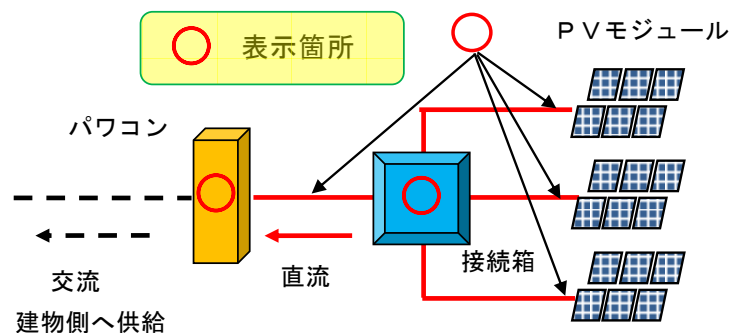 表示箇所
ＰＶモジュール
パワコン
接続箱
直流
交流
建物側へ供給